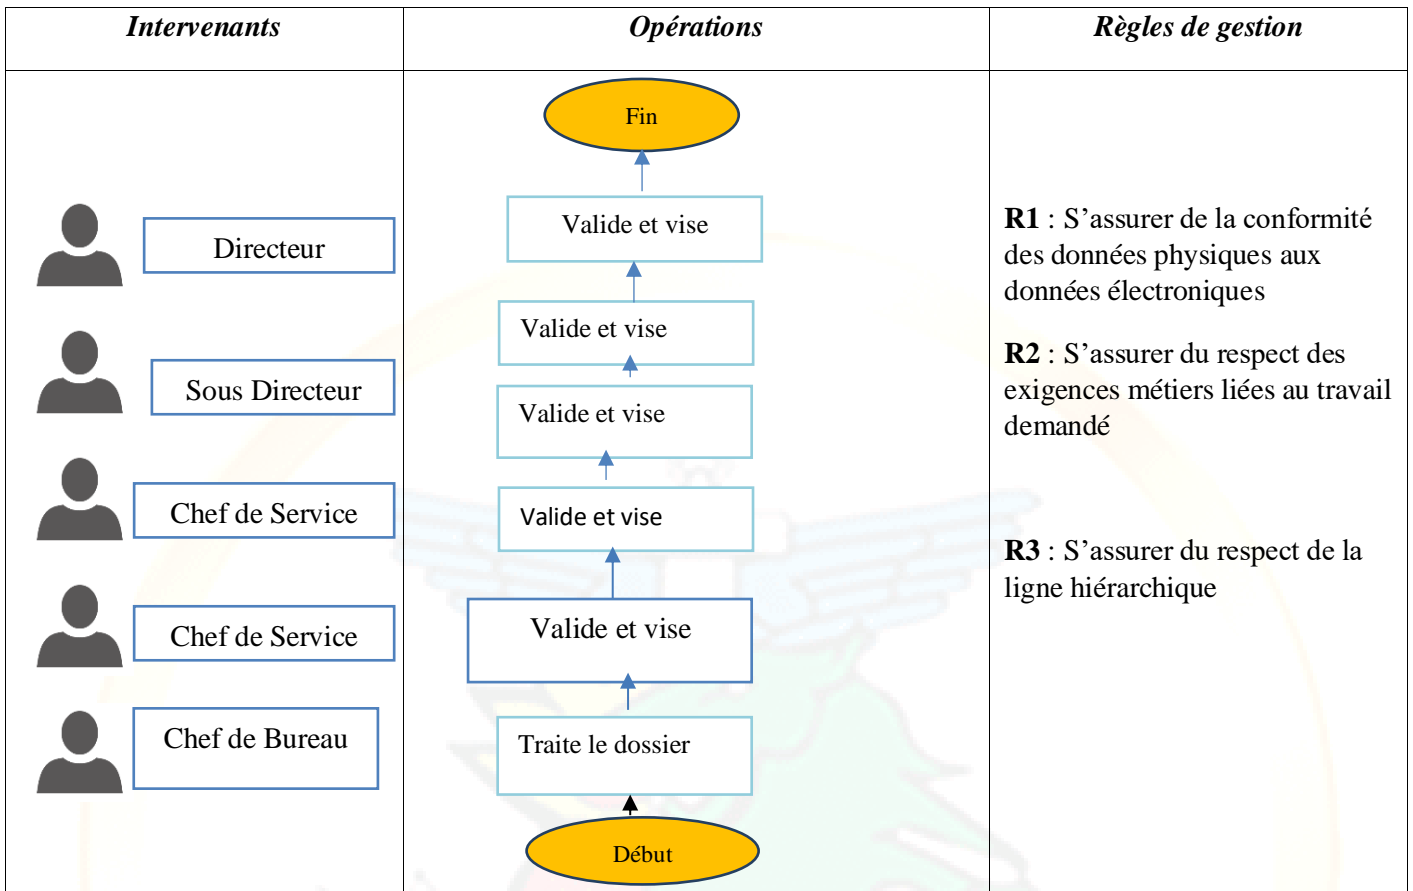 Intervenants
Opérations
Règles de gestion
Directeur
Sous Directeur
Chef de Service
Chef de Service
Chef de Bureau
Fin
Valide et vise
Valide et vise
Valide et vise
Valide et vise
Valide et vise
Traite le dossier
Début
R1 : S’assurer de la conformité
des données physiques aux
données électroniques
R2 : S’assurer du respect des
exigences métiers liées au travail
demandé
R3 : S’assurer du respect de la
ligne hiérarchique